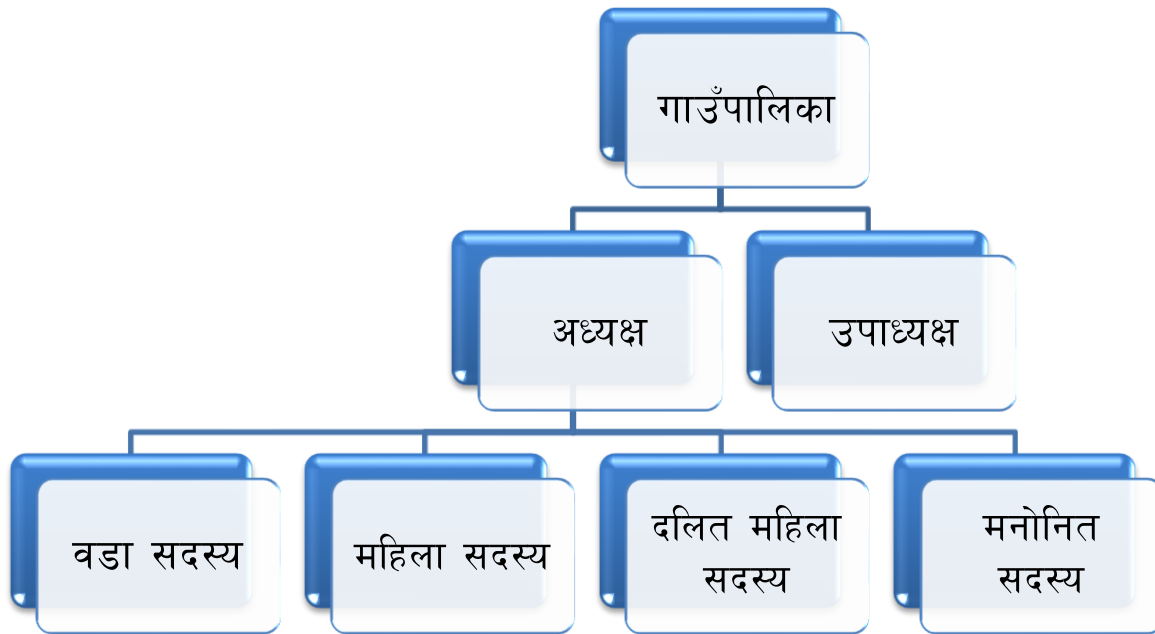 गाउँपालिका
अध्यक्ष
उपाध्यक्ष
वडा सदस्य
महिला सदस्य
दलित महिला
सदस्य
मनोनित
सदस्य